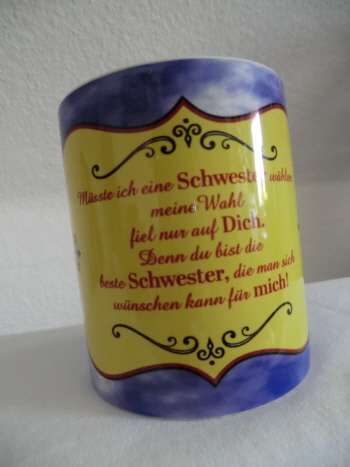 Müsste ich eine Schwester wählen
meine Wahl
fiel nur auf Dich.
Denn du bist die
beste Schwester, die man sich
wünschen kann für mich!